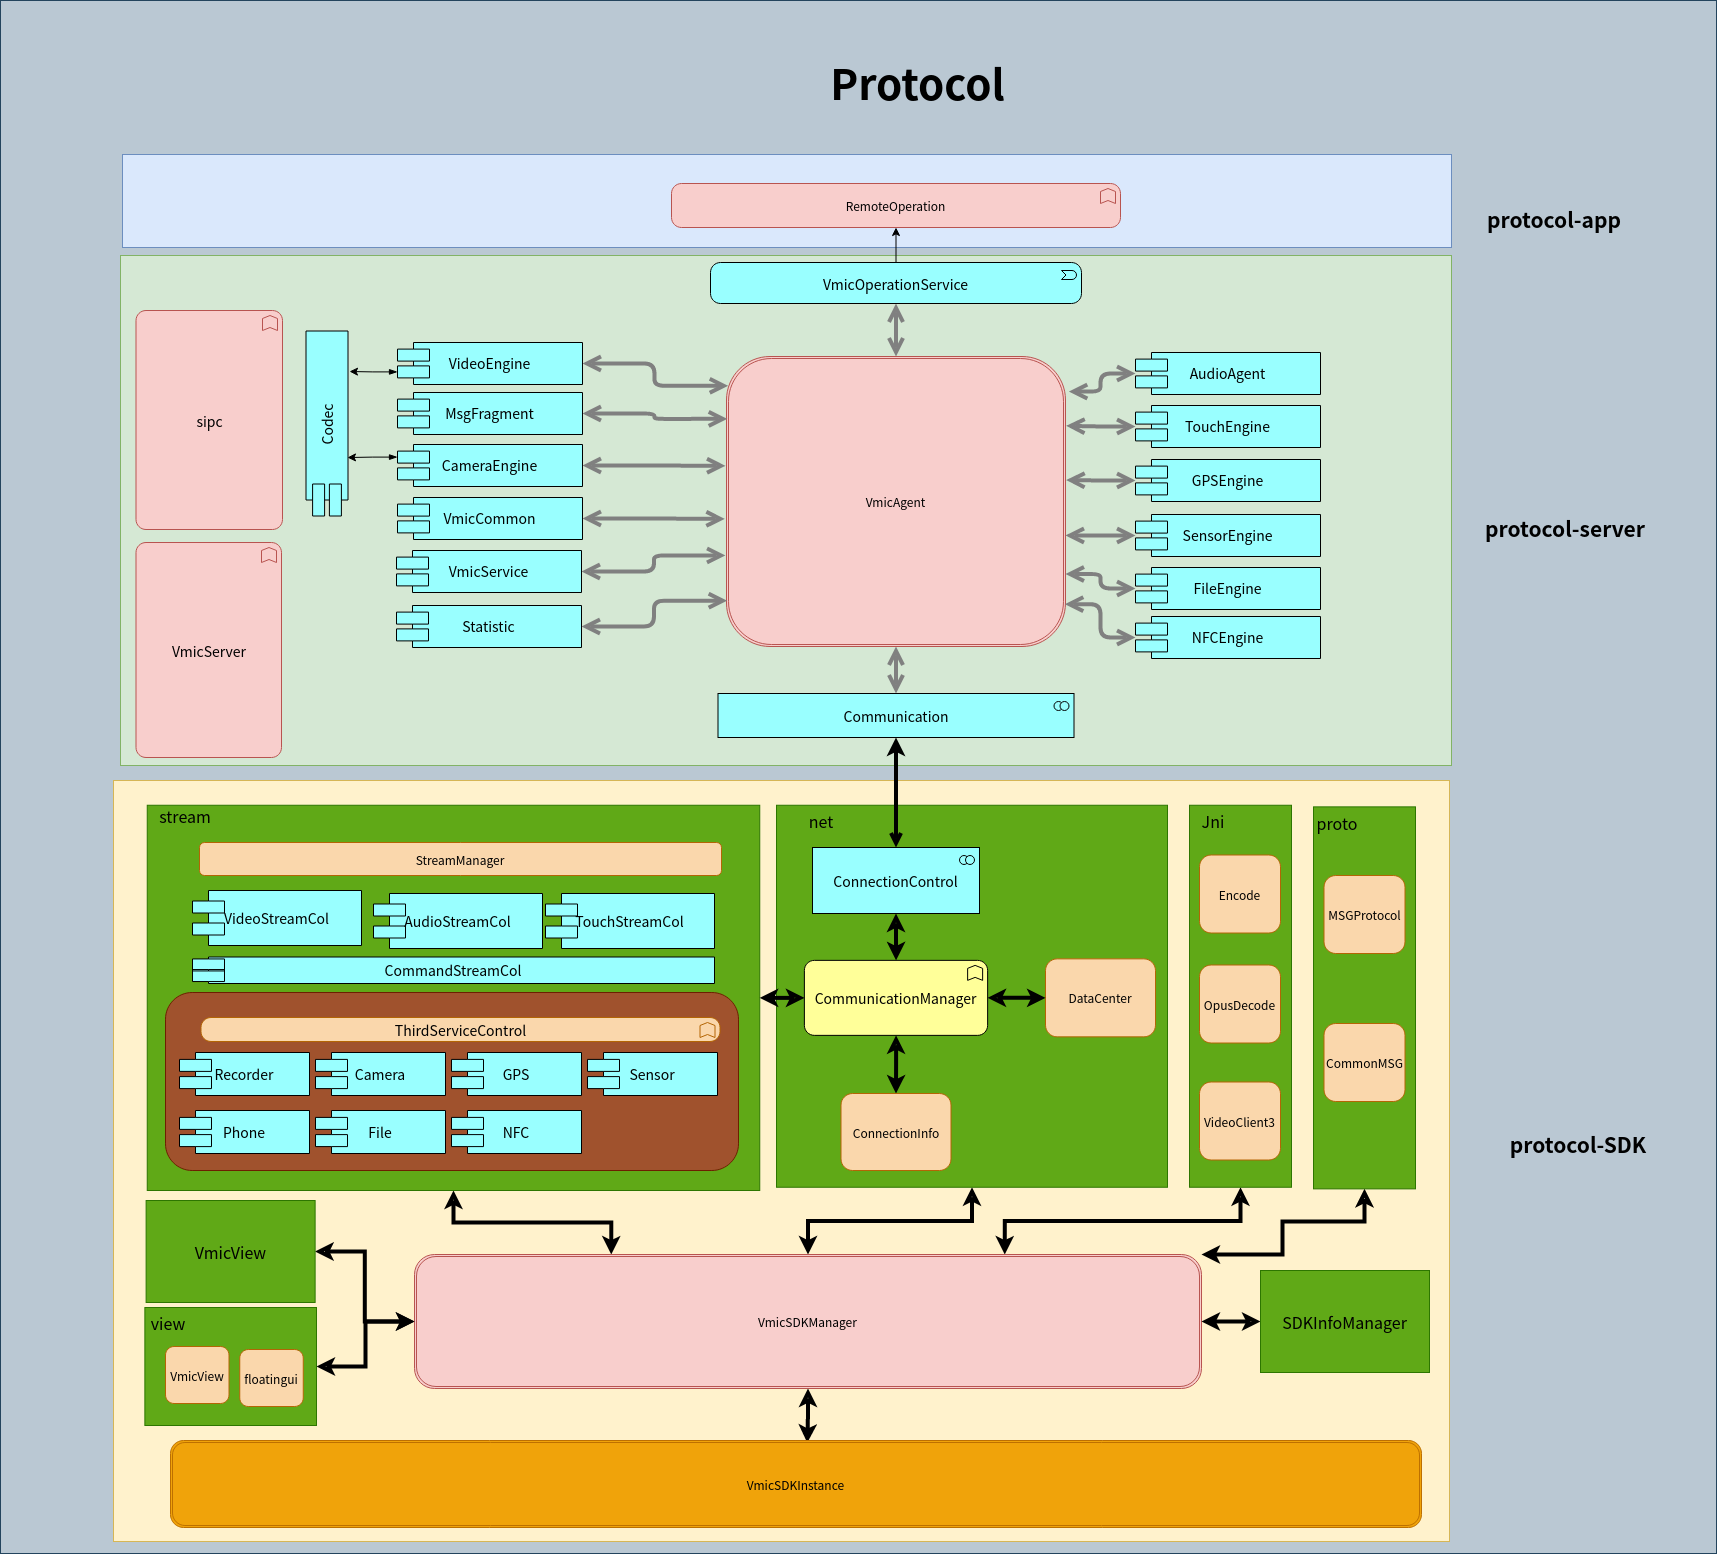 Protocol
RemoteOperation
protocol-app
VmicOperationService
sipc
VmicServer
Codec
VideoEngine
MsgFragment
CameraEngine
VmicCommon
VmicService
Statistic
VmicAgent
AudioAgent
TouchEngine
GPSEngine
SensorEngine
FileEngine
NFCEngine
protocol-server
Communication
stream
StreamManager
VideoStreamCol
AudioStreamCol
TouchStreamCol
CommandStreamCol
ThirdServiceControl
Recorder
Camera
GPS
Sensor
Phone
File
NFC
net
ConnectionControl
CommunicationManager
DataCenter
ConnectionInfo
Jni
Encode
OpusDecode
VideoClient3
proto
MSGProtocol
CommonMSG
protocol-SDK
VmicView
view
VmicView
floatingui
VmicSDKManager
SDKInfoManager
VmicSDKInstance